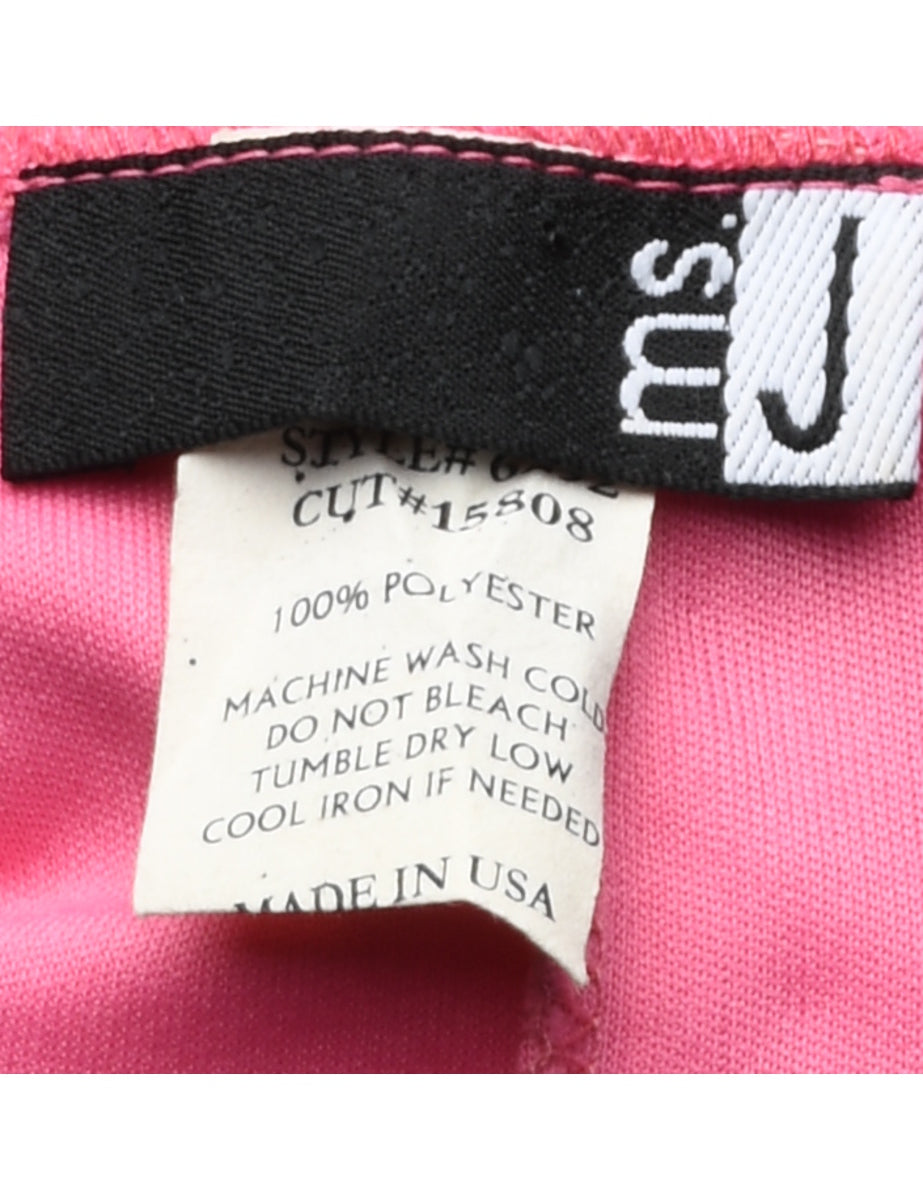 ms. J
STYLE#
CUT#15808
100% POLYESTER
MACHINE WASH COLD
DO NOT BLEACH
TUMBLE DRY LOW
COOL IRON IF NEEDED
MADE IN USA